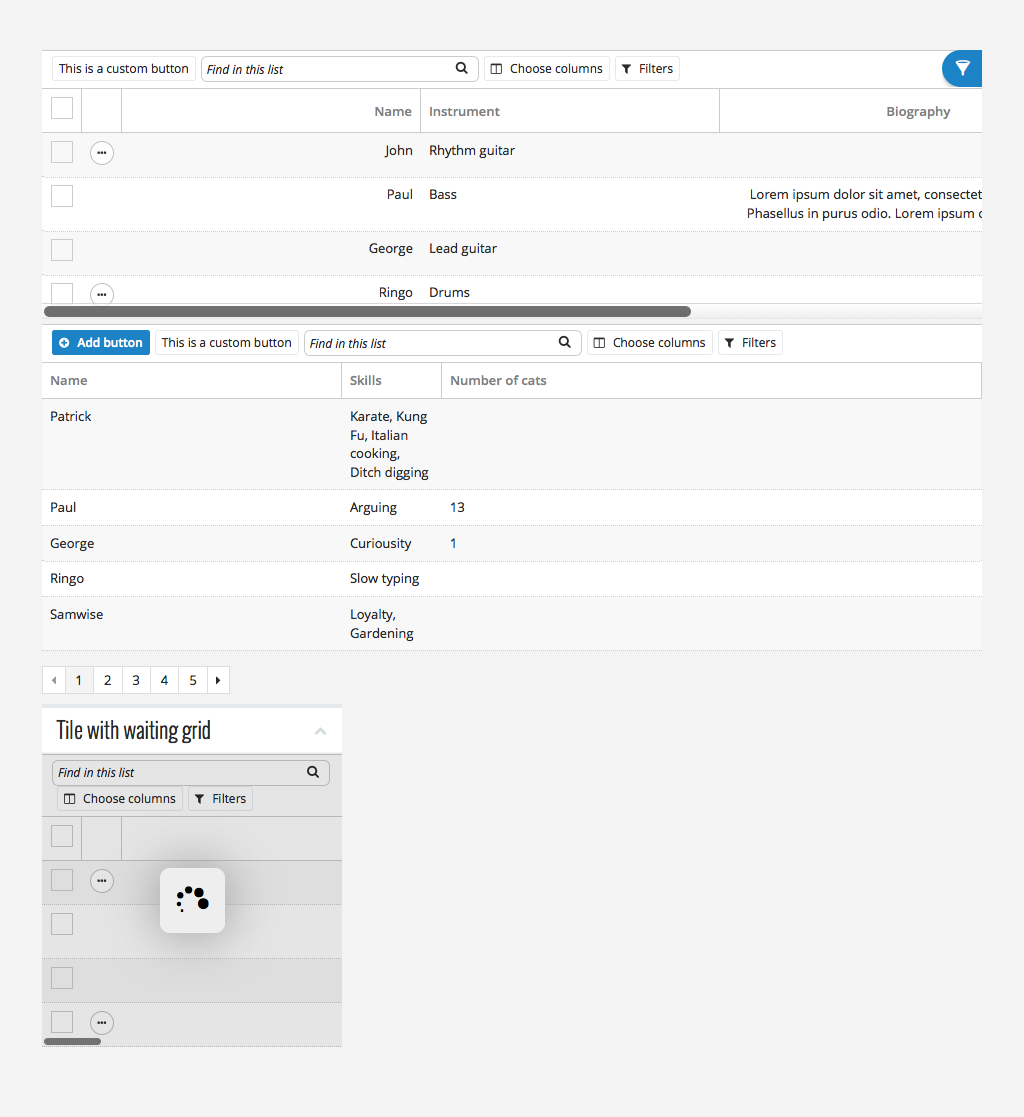 This is a custom button Find in this list Choose columns Filters
Name Instrument Biography
John Rhythm guitar
Paul Bass Lorem ipsum dolor sit amet, consectet
Phasellus in purus odio. Lorem ipsum
George Lead guitar
Ringo Drums
Add button This is a custom button Find in this list Choose columns Filters
Name Skills Number of cats
Patrick Karate, Kung
Fu, Italian
cooking,
Ditch digging
Paul Arguing 13
George Curiousity 1
Ringo Slow typing
Samwise Loyalty,
Gardening
1 2 3 4 5
Tile with waiting grid
Find in this list
Choose columns Filters